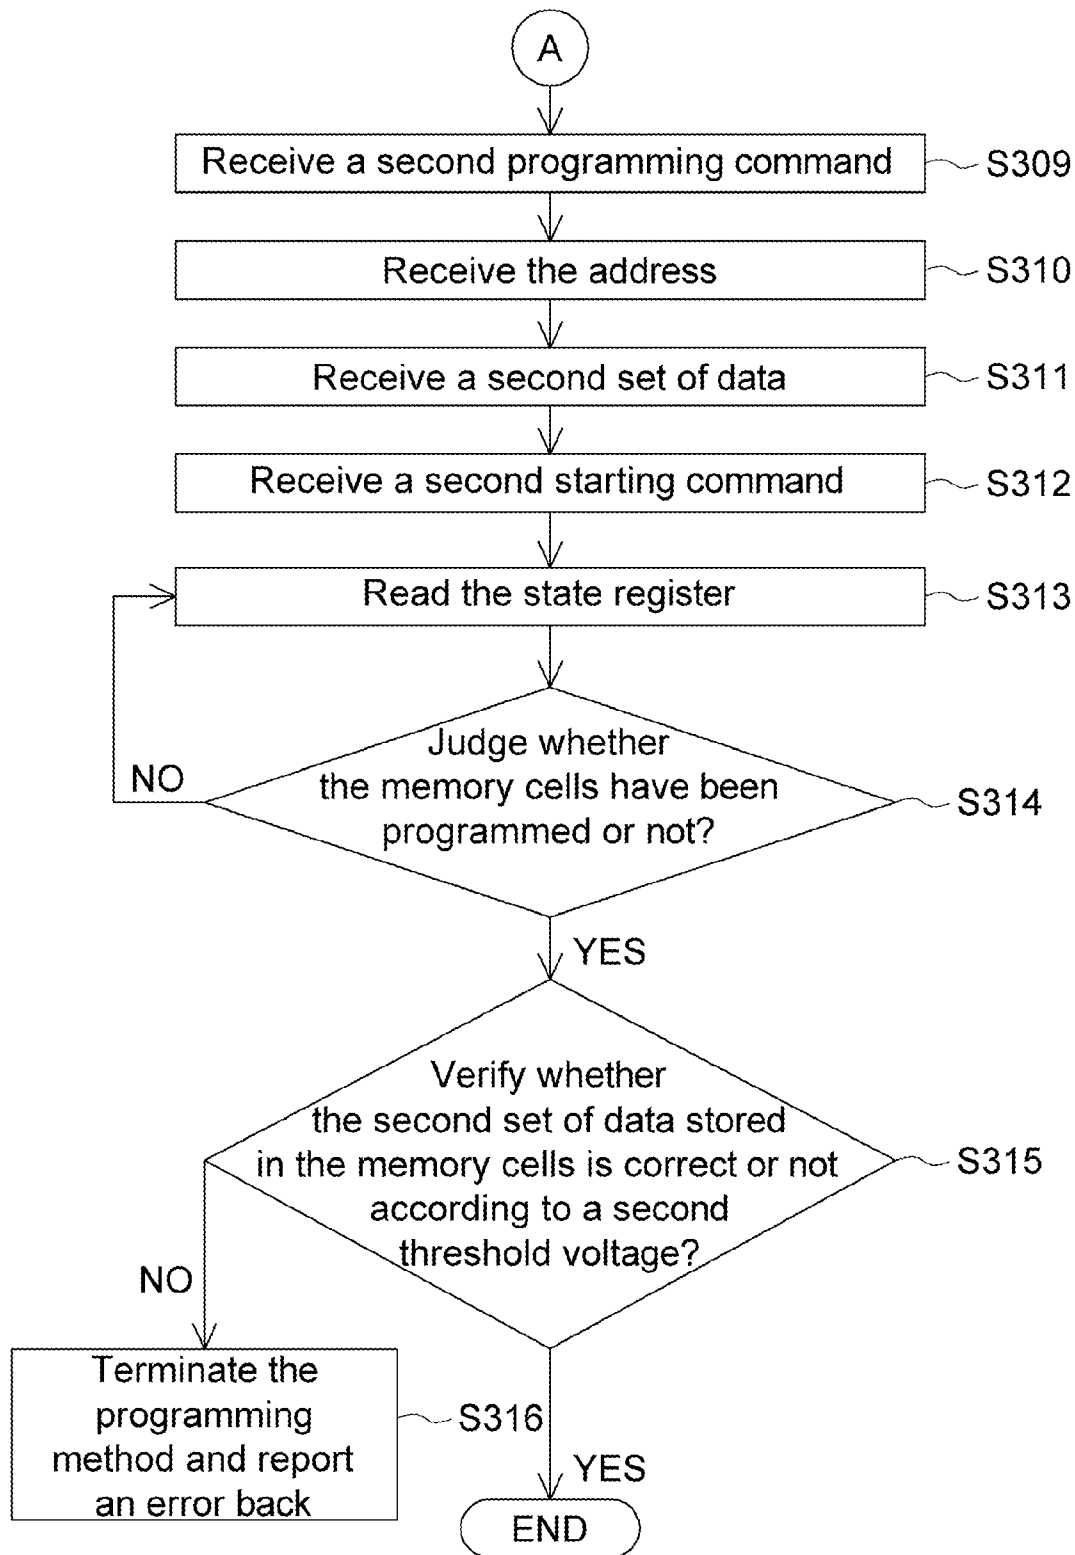 A
Receive a second programming command
S309
Receive the address
S310
Receive a second set of data
S311
Receive a second starting command
S312
Read the state register
S313
Judge whether
the memory cells have been
programmed or not?
NO
S314
YES
Verify whether
the second set of data stored
in the memory cells is correct or not
according to a second
threshold voltage?
S315
NO
Terminate the
programming
method and report
an error back
S316
YES
END